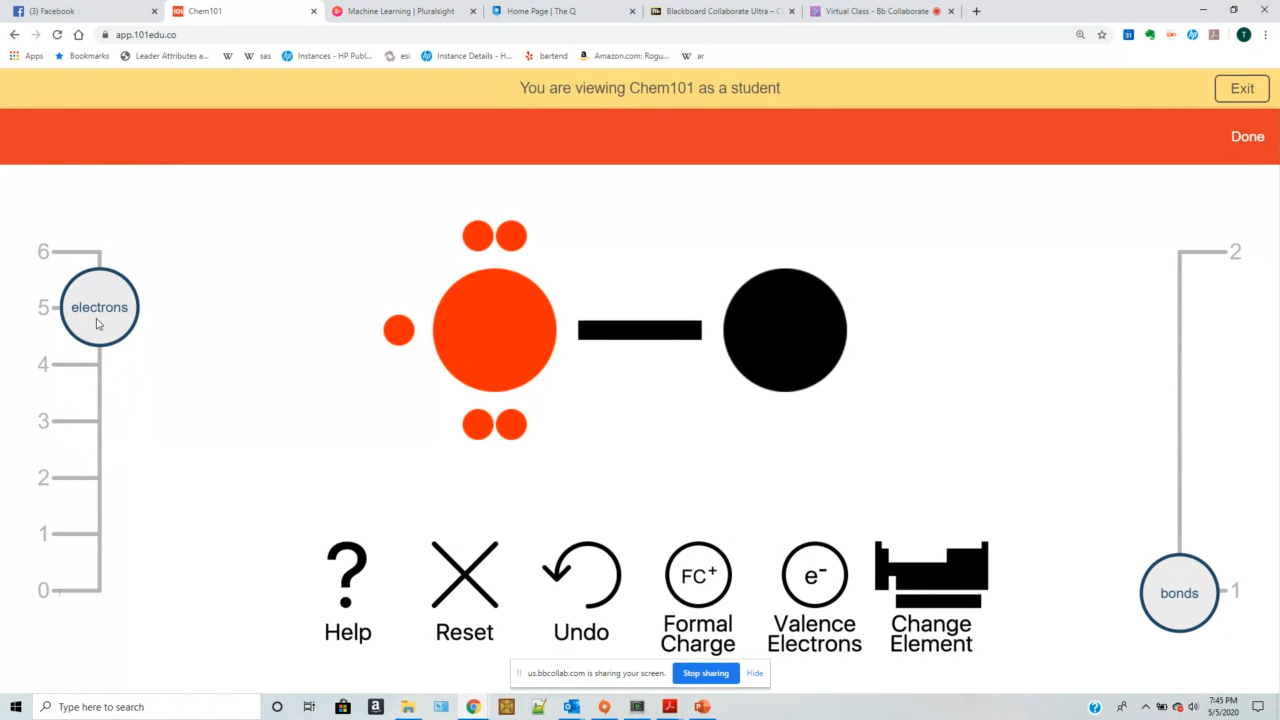 (3) Facebook
Chem101
Machine Learning | Pluralsight
Home Page | The Q
Blackboard Collaborate Ultra – C
Virtual Class - Bb Collaborate
app.101edu.co
Apps
Bookmarks
Leader Attributes a...
sas
Instances - HP Publ...
esi
Instance Details - H...
bartend
Amazon.com: Rogu...
ar
You are viewing Chem101 as a student
Exit
Done
6
5
electrons
4
3
2
1
0
2
bonds
1
?
FC+
e-
Help
Reset
Undo
Formal
Charge
Valence
Electrons
Change
Element
us.bbcollab.com is sharing your screen.
Stop sharing
Hide
Type here to search
7:45 PM
5/5/2020